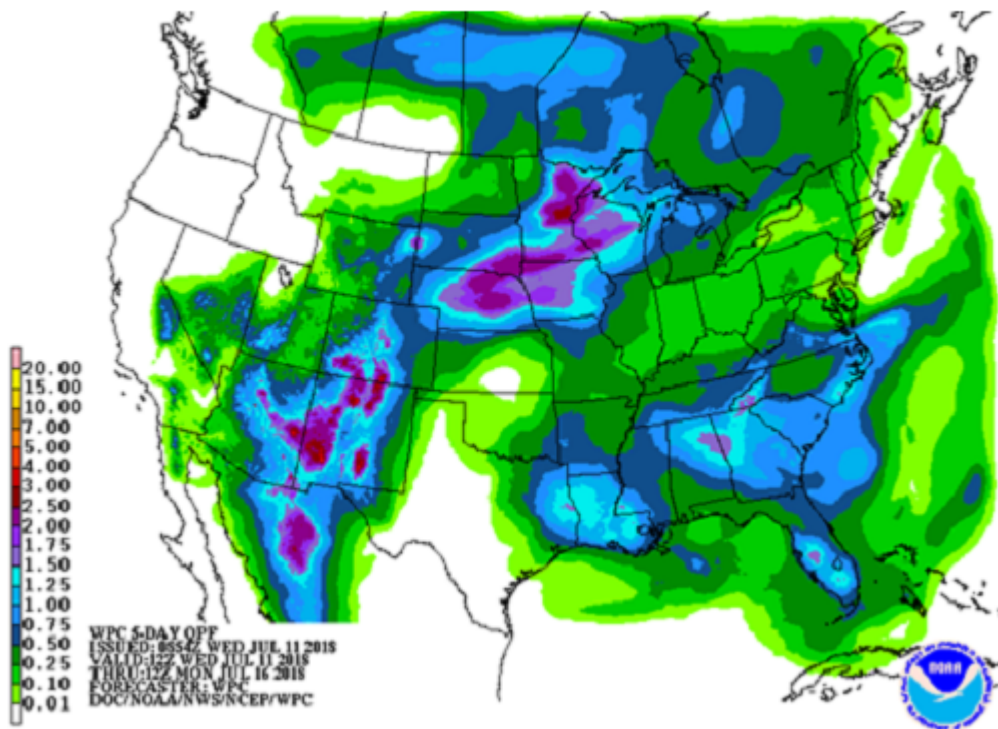 20.00
15.00
10.00
7.00
5.00
4.00
3.00
2.50
2.00
1.75
1.50
1.25
1.00
0.75
0.50
0.25
0.10
0.01
WPC 5-DAY QPF
ISSUED: 0854Z WED JUL 11 2018
VALID: 12Z WED JUL 11 2018
THRU: 12Z MON JUL 16 2018
FORECASTER: WPC
DOC/NOAA/NWS/NCEP/WPC
NOAA